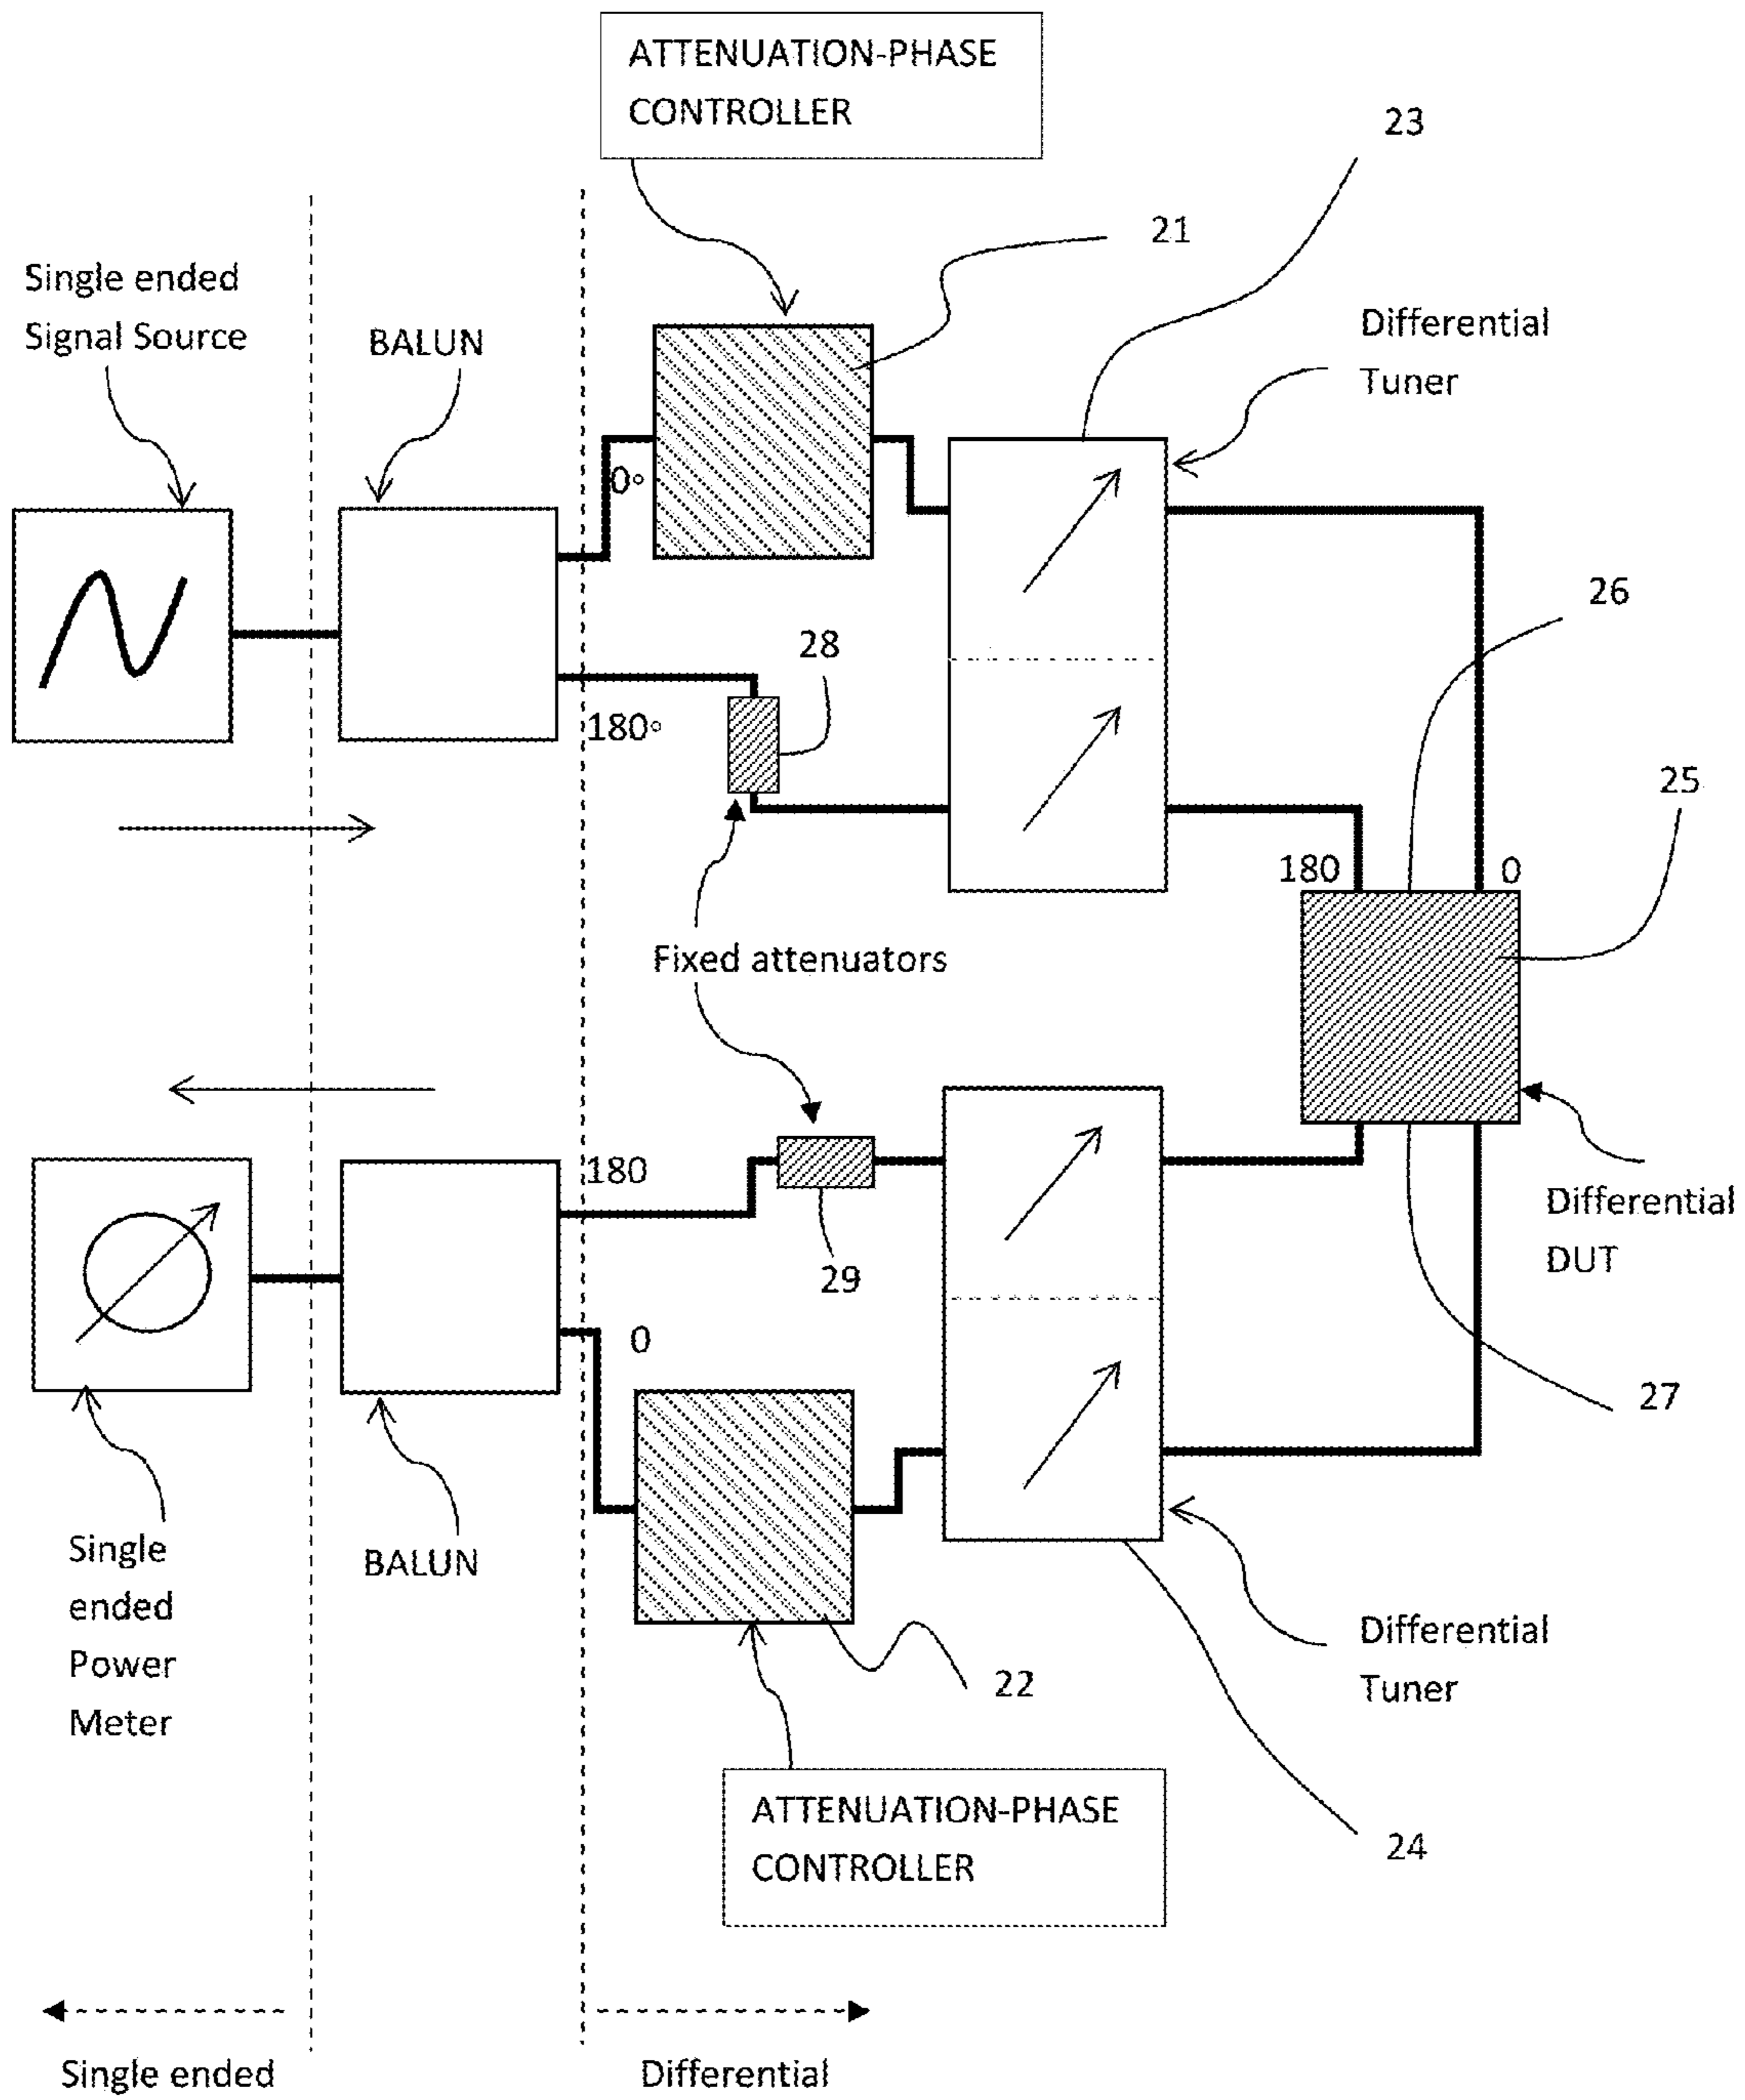 ATTENUATION-PHASE
CONTROLLER
23
21
Single ended
Signal Source
BALUN
Differential
Tuner
0°
26
28
180°
25
180
0
Fixed attenuators
180
29
Differential
DUT
0
27
Single
ended
Power
Meter
BALUN
22
Differential
Tuner
ATTENUATION-PHASE
CONTROLLER
24
Single ended
Differential